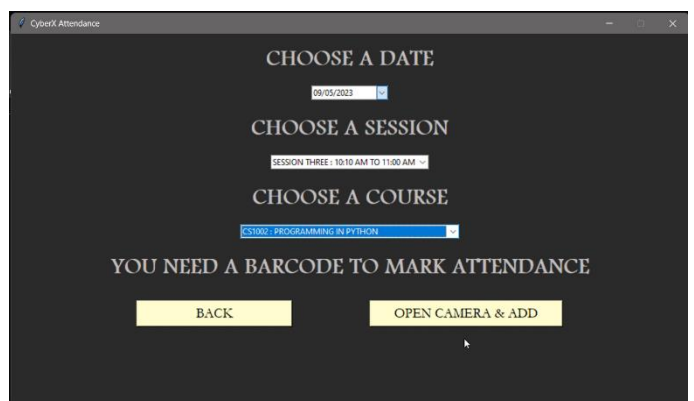 CyberX Attendance
CHOOSE A DATE
09/05/2023
CHOOSE A SESSION
SESSION THREE : 10:10 AM TO 11:00 AM
CHOOSE A COURSE
CS1002 : PROGRAMMING IN PYTHON
YOU NEED A BARCODE TO MARK ATTENDANCE
BACK OPEN CAMERA & ADD